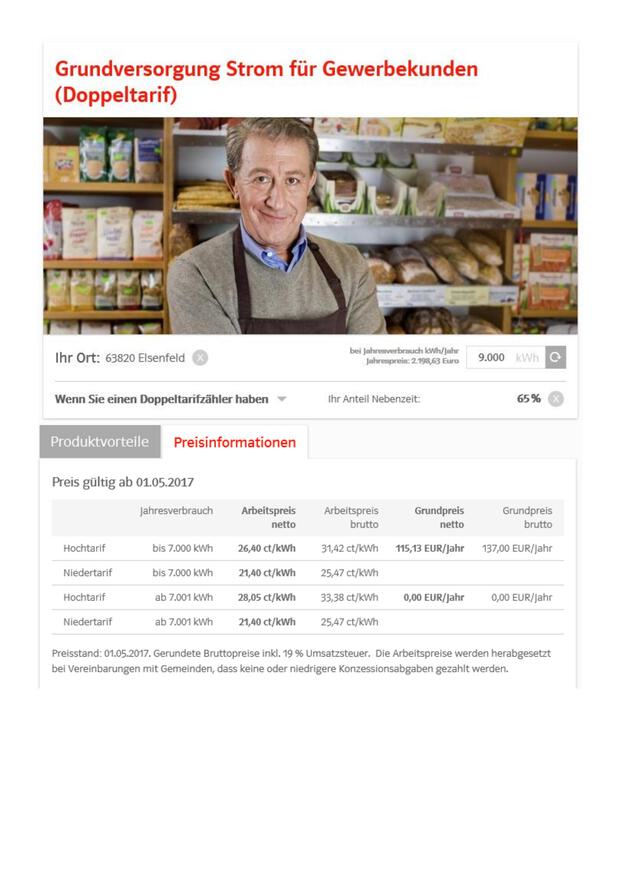 Grundversorgung Strom für Gewerbekunden
(Doppeltarif)
Ihr Ort: 63820 Elsenfeld X
bei Jahresverbrauch kWh/Jahr
Jahrespreis: 2.198,63 Euro
9.000 kWh
Wenn Sie einen Doppeltarifzähler haben
Ihr Anteil Nebenzeit: 65 % X
Produktvorteile Preisinformationen
Preis gültig ab 01.05.2017
Jahresverbrauch Arbeitspreis Arbeitspreis Grundpreis Grundpreis
netto brutto netto brutto
Hochtarif bis 7.000 kWh 26,40 ct/kWh 31,42 ct/kWh 115,13 EUR/Jahr 137,00 EUR/Jahr
Niedertarif bis 7.000 kWh 21,40 ct/kWh 25,47 ct/kWh
Hochtarif ab 7.001 kWh 28,05 ct/kWh 33,38 ct/kWh 0,00 EUR/Jahr 0,00 EUR/Jahr
Niedertarif ab 7.001 kWh 21,40 ct/kWh 25,47 ct/kWh
Preisstand: 01.05.2017. Gerundete Bruttopreise inkl. 19 % Umsatzsteuer. Die Arbeitspreise werden herabgesetzt
bei Vereinbarungen mit Gemeinden, dass keine oder niedrigere Konzessionsabgaben gezahlt werden.